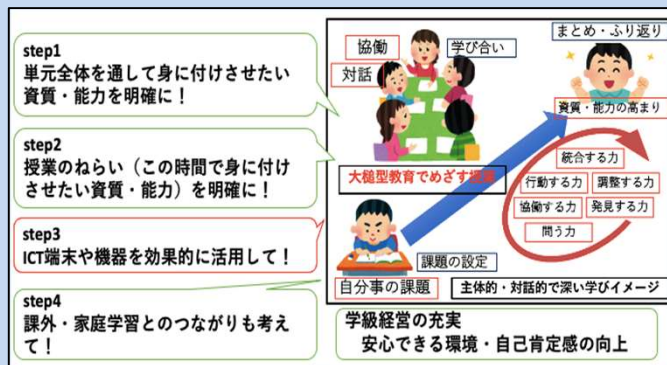 step1
単元全体を通して身に付けさせたい
資質・能力を明確に！
step2
授業のねらい（この時間で身に付け
させたい資質・能力）を明確に！
step3
ICT端末や機器を効果的に活用して！
step4
課外・家庭学習とのつながりも考え
て！
協働
対話
学び合い
まとめ・ふり返り
資質・能力の高まり
大槌型教育でめざす
統合する力
行動する力
調整する力
協働する力
発見する力
問う力
課題の設定
自分事の課題
主体的・対話的で深い学びイメージ
学級経営の充実
安心できる環境・自己肯定感の向上